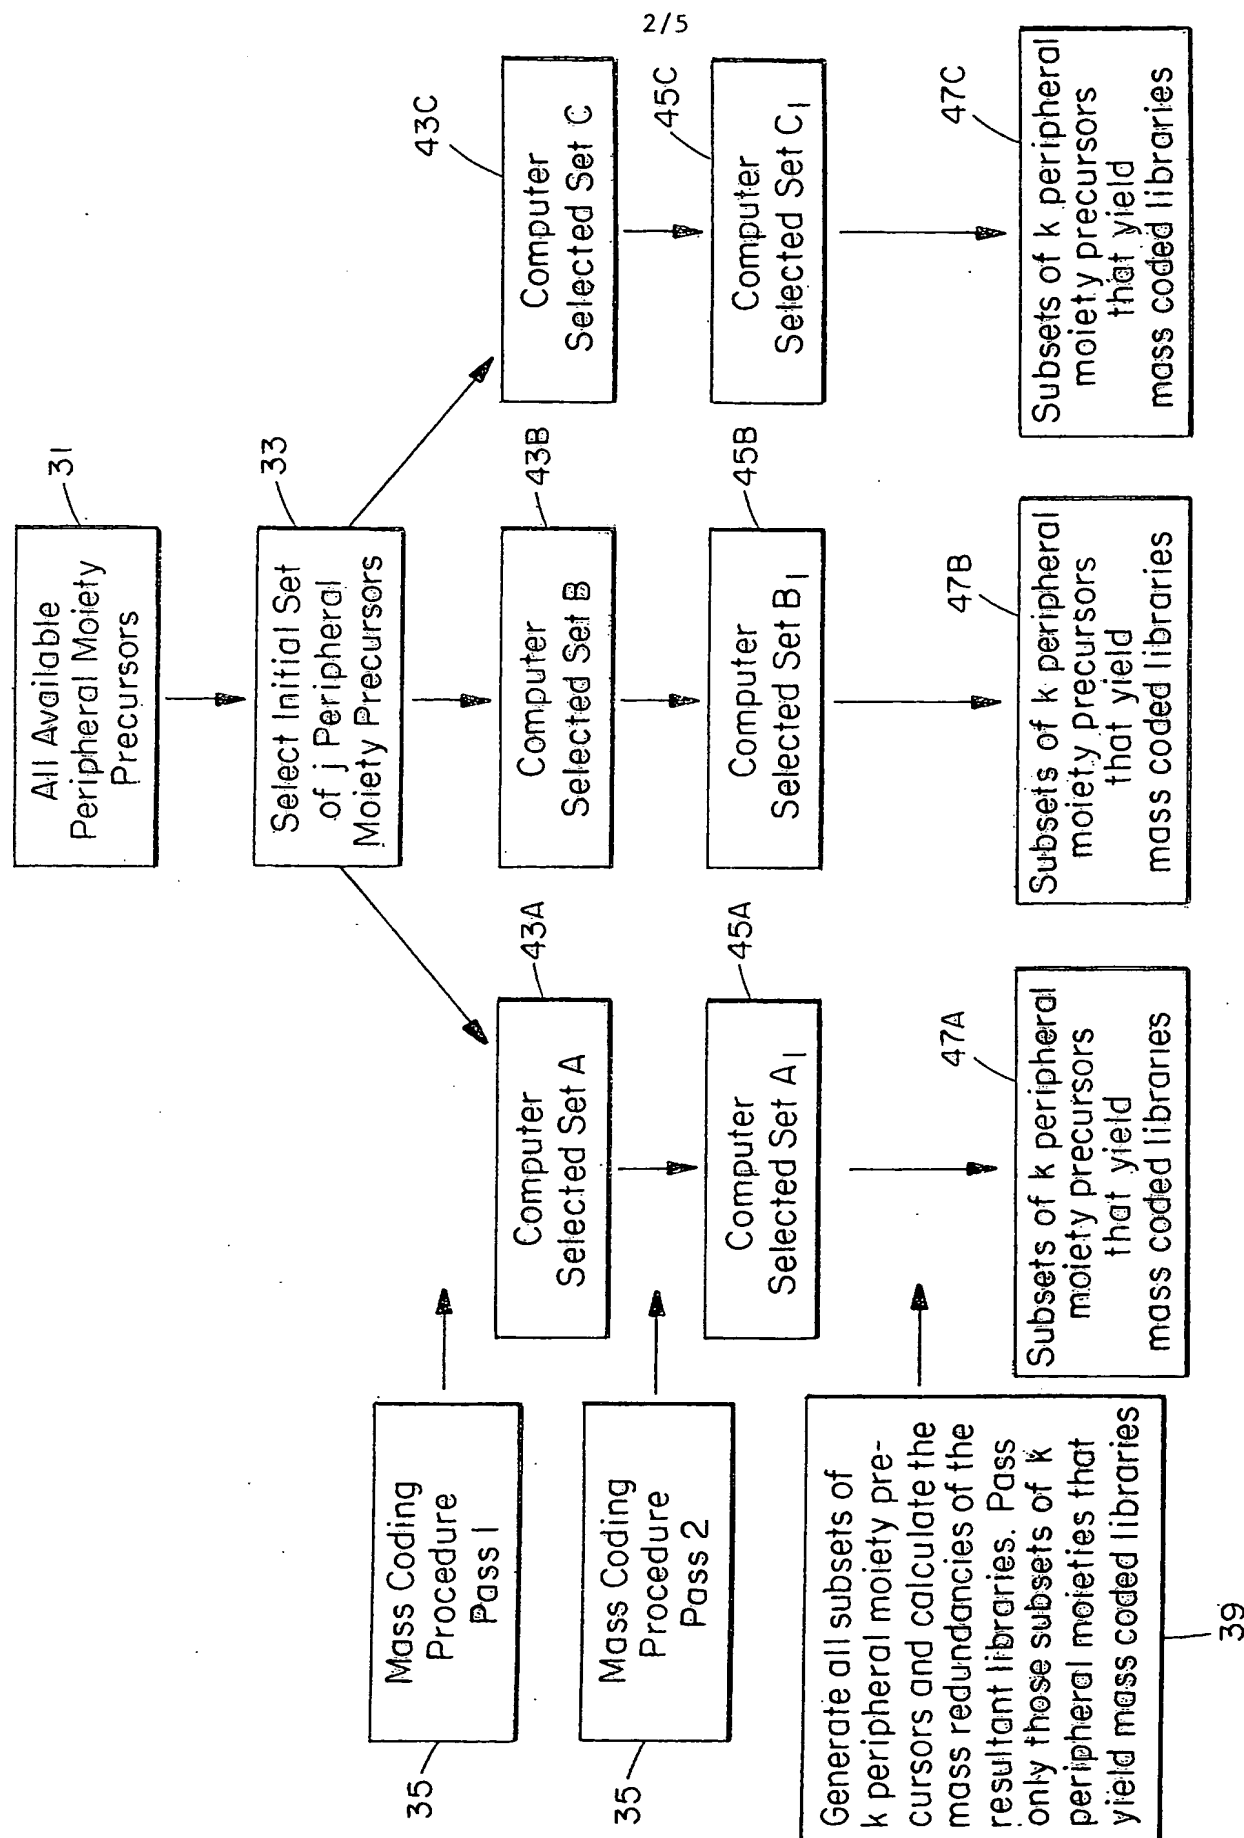 2/5
31
All Available
Peripheral Moiety
Precursors
33
Select Initial Set
of j Peripheral
Moiety Precursors
35
Mass Coding
Procedure
Pass 1
43A
Computer
Selected Set A
43B
Computer
Selected Set B
43C
Computer
Selected Set C
35
Mass Coding
Procedure
Pass 2
45A
Computer
Selected Set A1
45B
Computer
Selected Set B1
45C
Computer
Selected Set C1
39
Generate all subsets of
k peripheral moiety pre-
cursors and calculate the
mass redundancies of the
resultant libraries. Pass
only those subsets of k
peripheral moieties that
yield mass coded libraries
47A
Subsets of k peripheral
moiety precursors
that yield
mass coded libraries
47B
Subsets of k peripheral
moiety precursors
that yield
mass coded libraries
47C
Subsets of k peripheral
moiety precursors
that yield
mass coded libraries